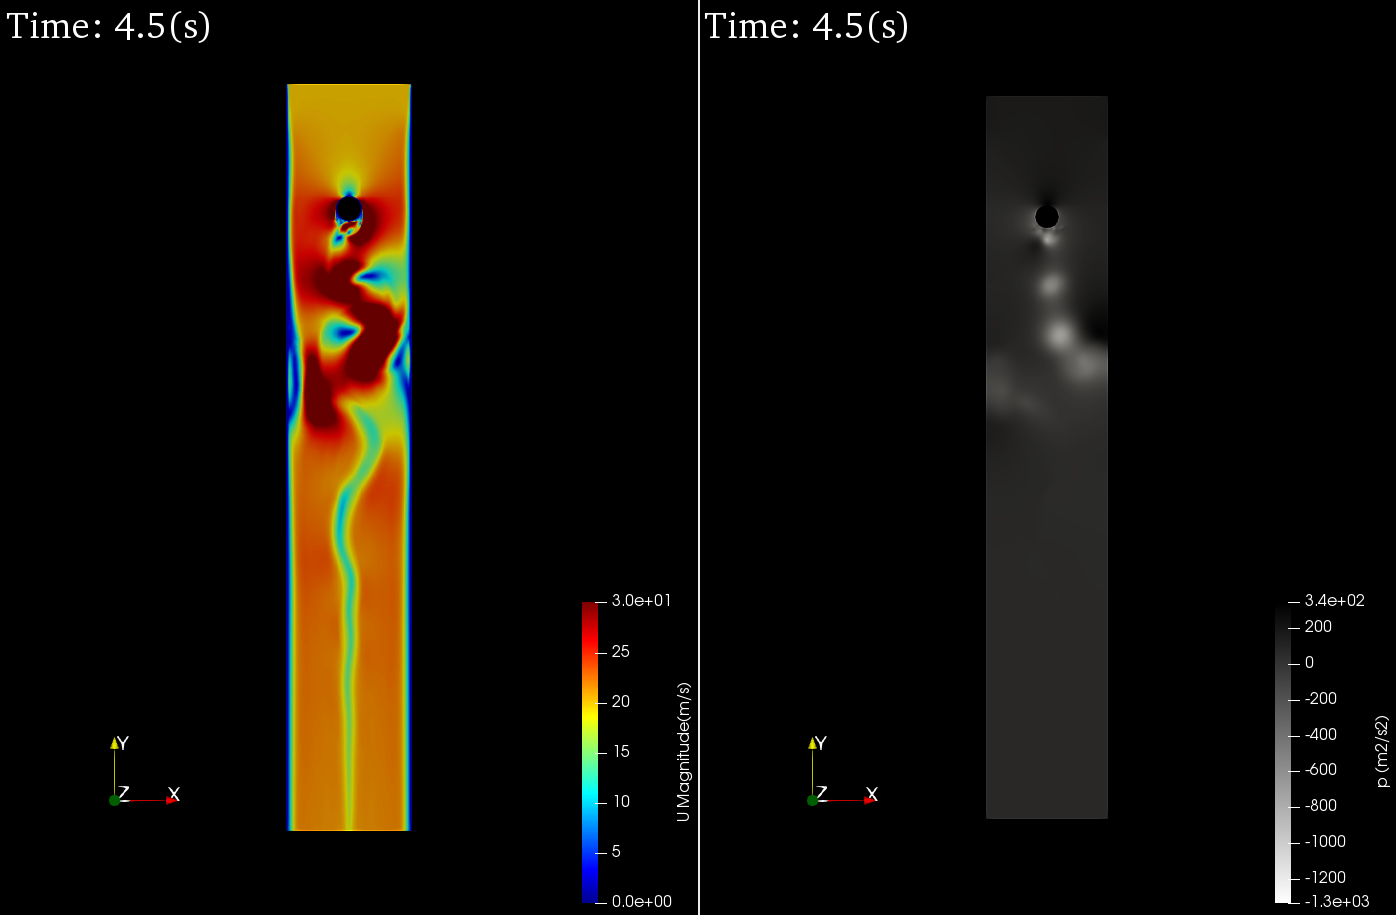 Time: 4.5(s)
3.0e+01
25
20
15
10
5
0.0e+00
U Magnitude(m/s)
Y
Z
X
Time: 4.5(s)
3.4e+02
200
0
-200
-400
-600
-800
-1000
-1200
-1.3e+03
p (m2/s2)
Y
Z
X